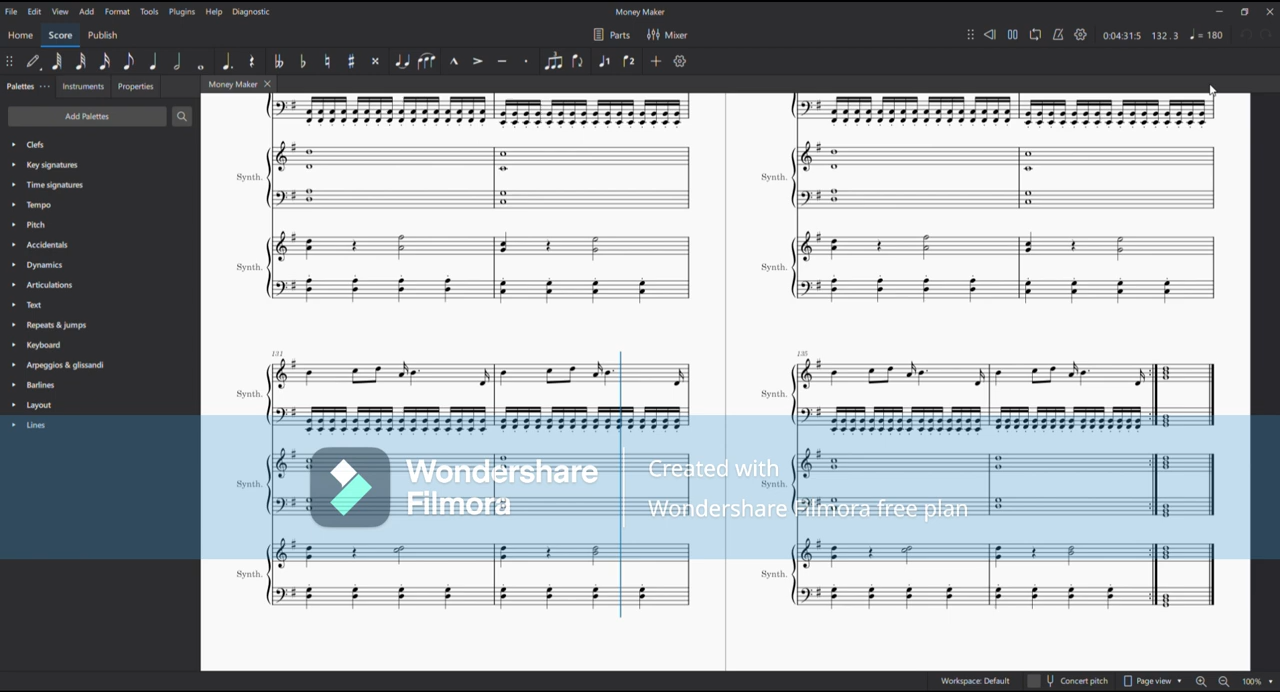 File Edit View Add Format Tools Plugins Help Diagnostic
Money Maker
Home Score Publish
Parts Mixer
0:04:31:5 132 . 3 = 180
Palettes Instruments Properties
Money Maker
Add Palettes
Clefs
Key signatures
Time signatures
Tempo
Pitch
Accidentals
Dynamics
Articulations
Text
Repeats & jumps
Keyboard
Arpeggios & glissandi
Barlines
Layout
Lines
Synth.
Synth.
131
Synth.
Synth.
Synth.
Synth.
Synth.
135
Synth.
Synth.
Synth.
Wondershare
Filmora
Created with
Wondershare Filmora free plan
Workspace: Default Concert pitch Page view 100%